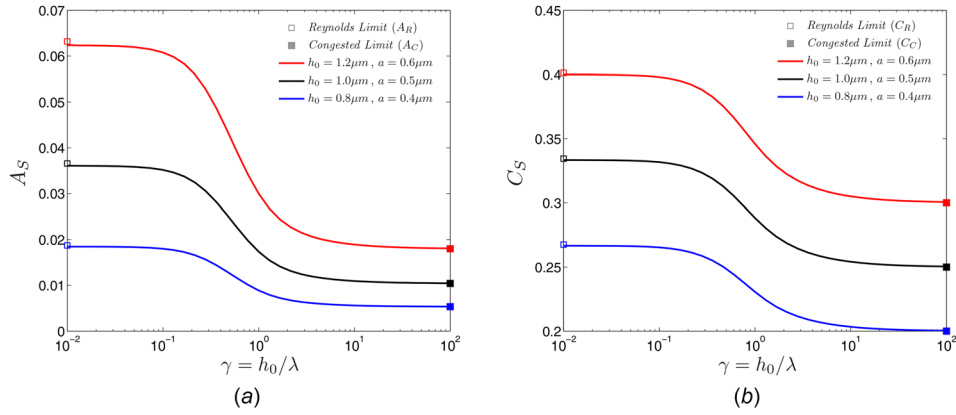 0.07
0.06
0.05
0.04
0.03
0.02
0.01
0
A_S
Reynolds Limit (A_R)
Congested Limit (A_C)
h_0 = 1.2μm, a = 0.6μm
h_0 = 1.0μm, a = 0.5μm
h_0 = 0.8μm, a = 0.4μm
10^-2 10^-1 10^0 10^1 10^2
γ = h_0/λ
(a)
0.45
0.4
0.35
0.3
0.25
0.2
C_S
Reynolds Limit (C_R)
Congested Limit (C_C)
h_0 = 1.2μm, a = 0.6μm
h_0 = 1.0μm, a = 0.5μm
h_0 = 0.8μm, a = 0.4μm
10^-2 10^-1 10^0 10^1 10^2
γ = h_0/λ
(b)